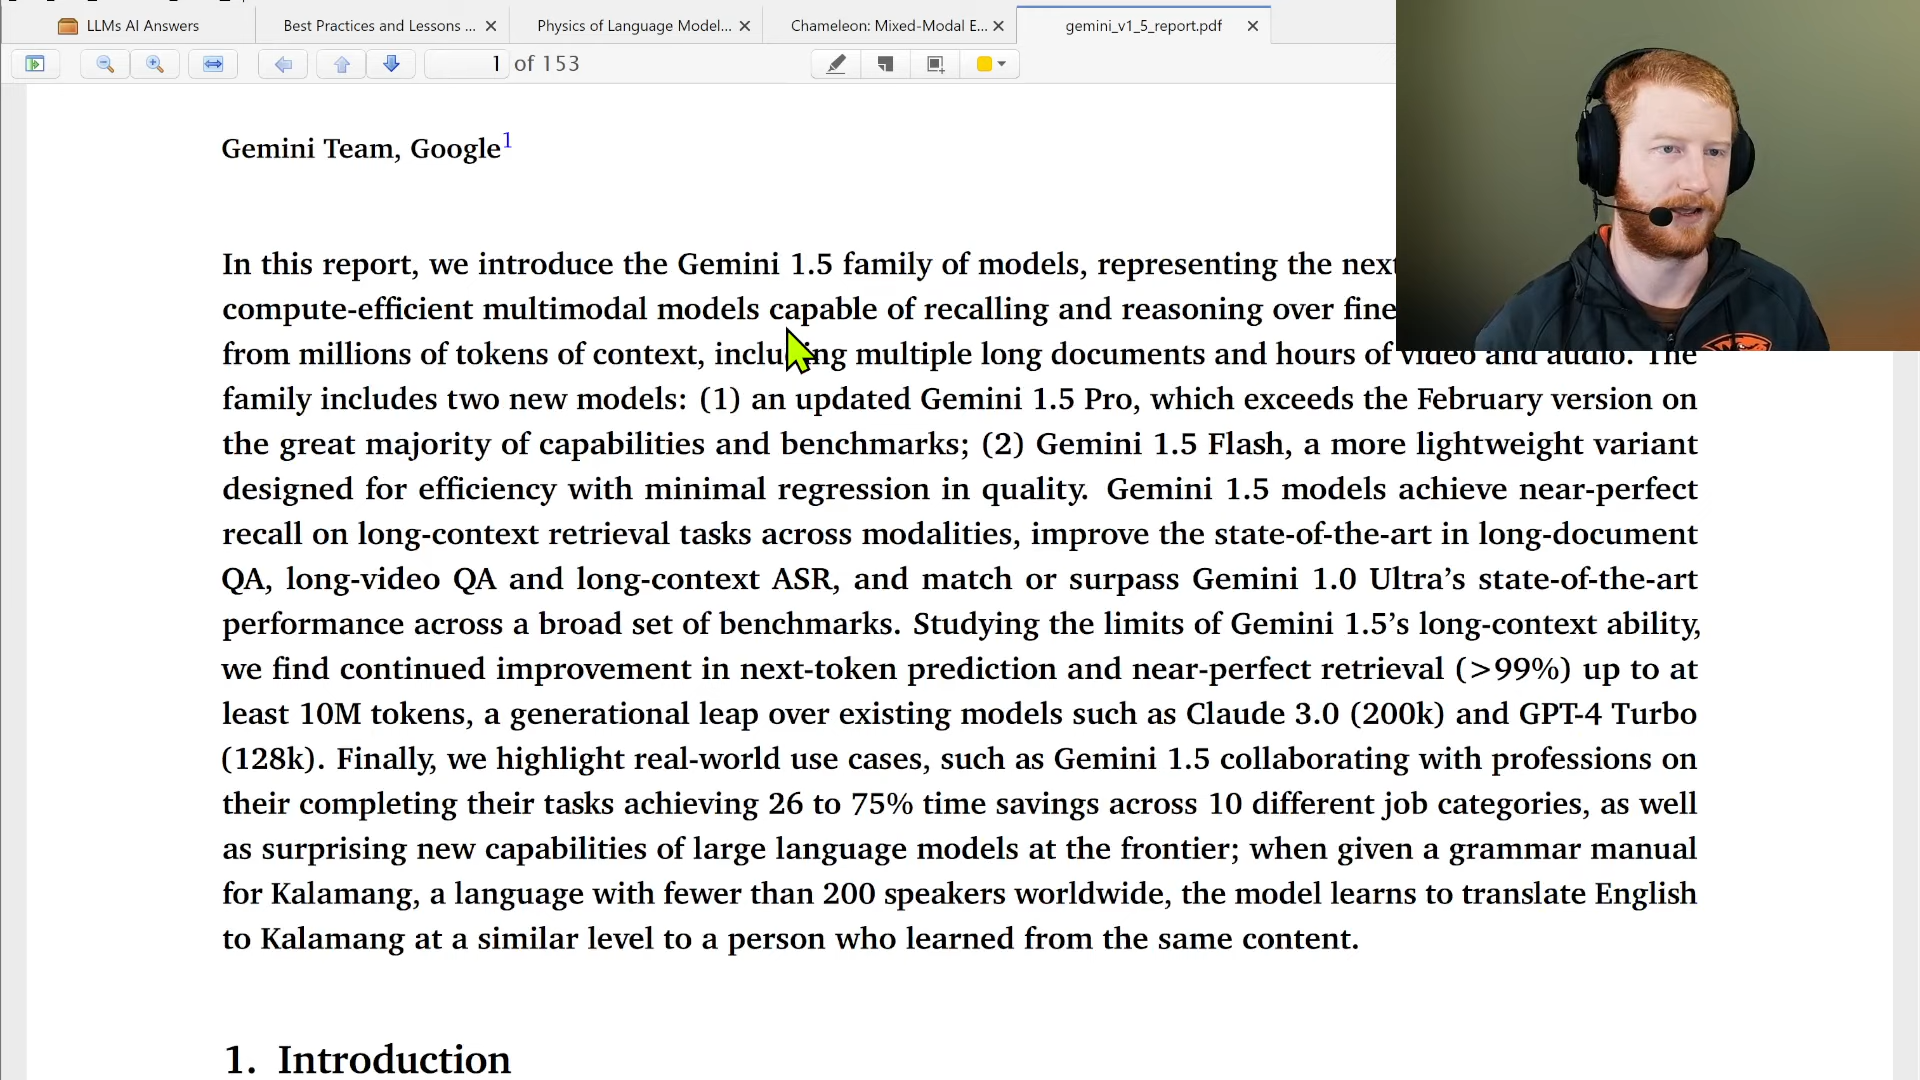 LLMs AI Answers
Best Practices and Lessons ...
Physics of Language Model...
Chameleon: Mixed-Modal E...
gemini_v1_5_report.pdf
1 of 153
Gemini Team, Google1
In this report, we introduce the Gemini 1.5 family of models, representing the next
compute-efficient multimodal models capable of recalling and reasoning over fine
from millions of tokens of context, including multiple long documents and hours of video and audio. The
family includes two new models: (1) an updated Gemini 1.5 Pro, which exceeds the February version on
the great majority of capabilities and benchmarks; (2) Gemini 1.5 Flash, a more lightweight variant
designed for efficiency with minimal regression in quality. Gemini 1.5 models achieve near-perfect
recall on long-context retrieval tasks across modalities, improve the state-of-the-art in long-document
QA, long-video QA and long-context ASR, and match or surpass Gemini 1.0 Ultra’s state-of-the-art
performance across a broad set of benchmarks. Studying the limits of Gemini 1.5’s long-context ability,
we find continued improvement in next-token prediction and near-perfect retrieval (>99%) up to at
least 10M tokens, a generational leap over existing models such as Claude 3.0 (200k) and GPT-4 Turbo
(128k). Finally, we highlight real-world use cases, such as Gemini 1.5 collaborating with professions on
their completing their tasks achieving 26 to 75% time savings across 10 different job categories, as well
as surprising new capabilities of large language models at the frontier; when given a grammar manual
for Kalamang, a language with fewer than 200 speakers worldwide, the model learns to translate English
to Kalamang at a similar level to a person who learned from the same content.
1. Introduction